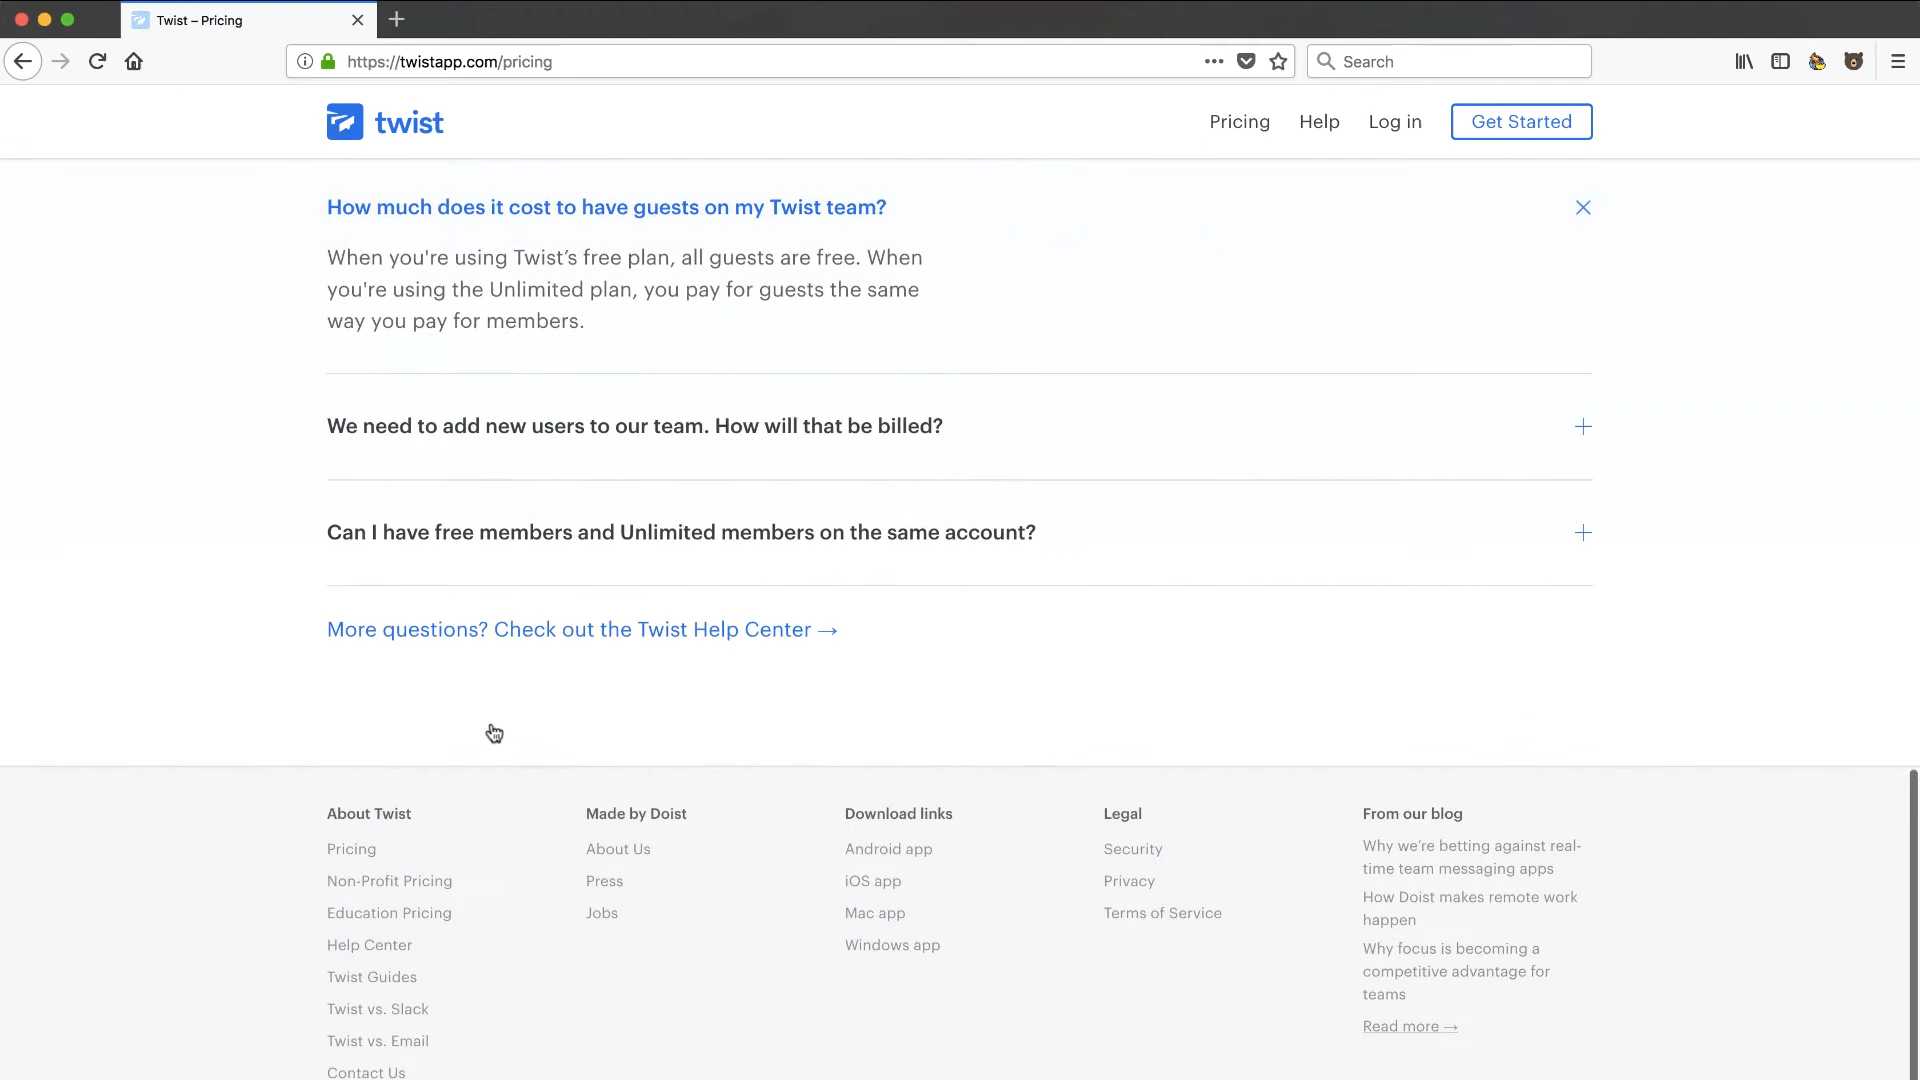 Twist – Pricing
https://twistapp.com/pricing
Search
twist
Pricing
Help
Log in
Get Started
How much does it cost to have guests on my Twist team?
When you're using Twist’s free plan, all guests are free. When
you're using the Unlimited plan, you pay for guests the same
way you pay for members.
We need to add new users to our team. How will that be billed?
Can I have free members and Unlimited members on the same account?
More questions? Check out the Twist Help Center →
About Twist
Pricing
Non-Profit Pricing
Education Pricing
Help Center
Twist Guides
Twist vs. Slack
Twist vs. Email
Contact Us
Made by Doist
About Us
Press
Jobs
Download links
Android app
iOS app
Mac app
Windows app
Legal
Security
Privacy
Terms of Service
From our blog
Why we’re betting against real-
time team messaging apps
How Doist makes remote work
happen
Why focus is becoming a
competitive advantage for
teams
Read more →